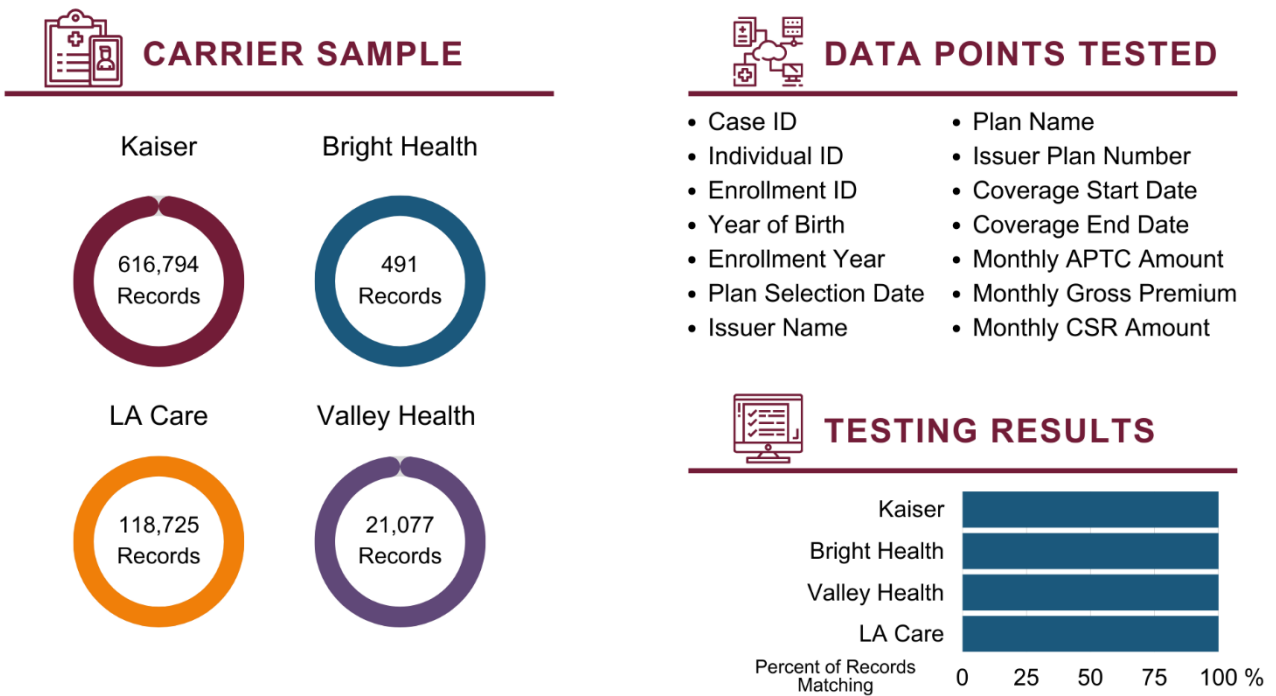 CARRIER SAMPLE
Kaiser
616,794
Records
Bright Health
491
Records
LA Care
118,725
Records
Valley Health
21,077
Records
DATA POINTS TESTED
• Case ID
• Individual ID
• Enrollment ID
• Year of Birth
• Enrollment Year
• Plan Selection Date
• Issuer Name
• Plan Name
• Issuer Plan Number
• Coverage Start Date
• Coverage End Date
• Monthly APTC Amount
• Monthly Gross Premium
• Monthly CSR Amount
TESTING RESULTS
Kaiser
Bright Health
Valley Health
LA Care
Percent of Records
Matching
0 25 50 75 100 %